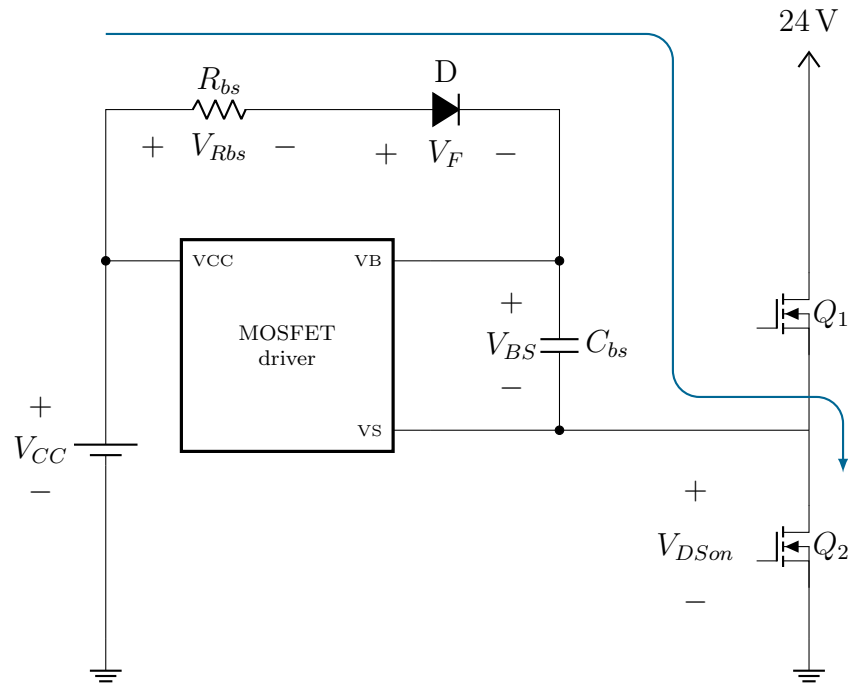 24 V
R_bs
D
+ V_Rbs −
+ V_F −
VCC
VB
MOSFET
driver
VS
+
V_BS
−
C_bs
Q_1
+
V_CC
−
+
V_DSon
−
Q_2